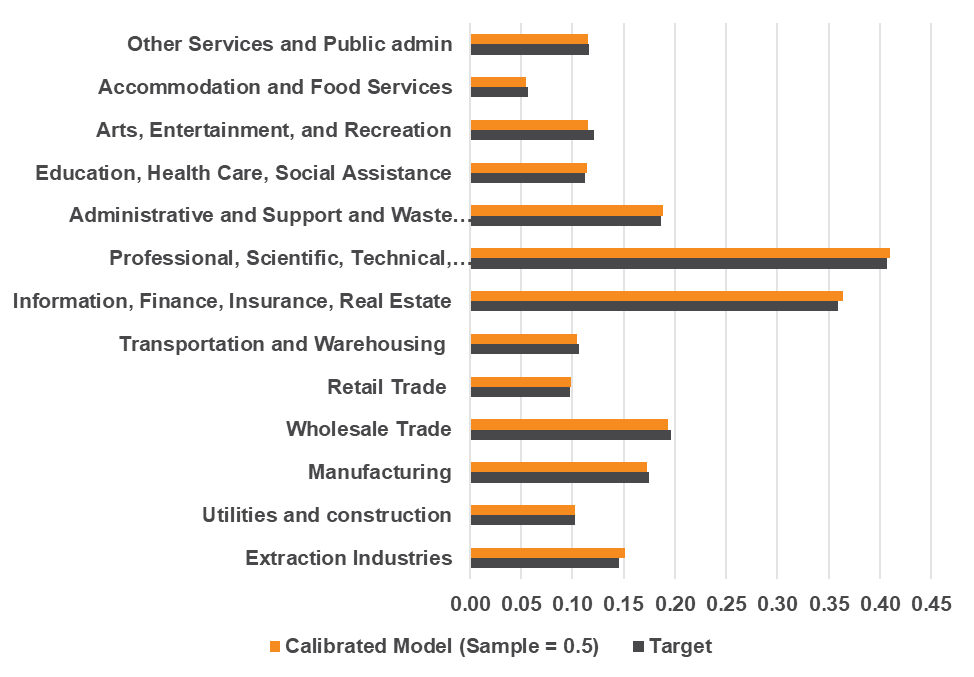 Other Services and Public admin
Accommodation and Food Services
Arts, Entertainment, and Recreation
Education, Health Care, Social Assistance
Administrative and Support and Waste…
Professional, Scientific, Technical,…
Information, Finance, Insurance, Real Estate
Transportation and Warehousing
Retail Trade
Wholesale Trade
Manufacturing
Utilities and construction
Extraction Industries
0.00 0.05 0.10 0.15 0.20 0.25 0.30 0.35 0.40 0.45
Calibrated Model (Sample = 0.5) Target